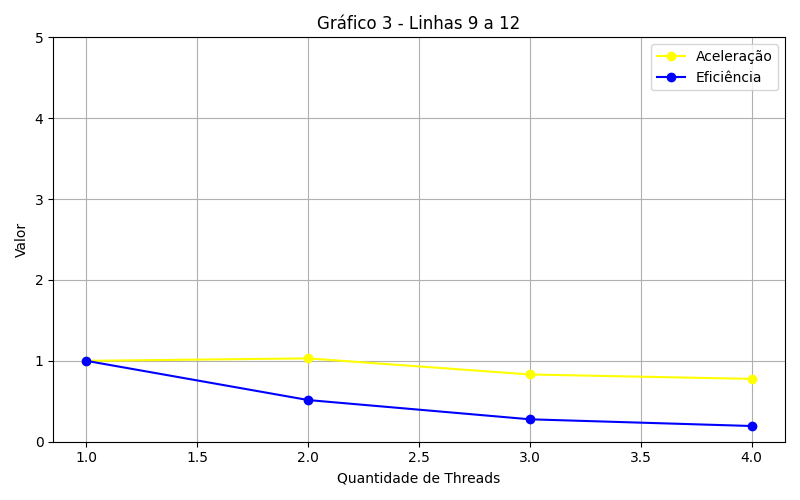 Gráfico 3 - Linhas 9 a 12
Aceleração
Eficiência
Valor
5
4
3
2
1
0
1.0 1.5 2.0 2.5 3.0 3.5 4.0
Quantidade de Threads